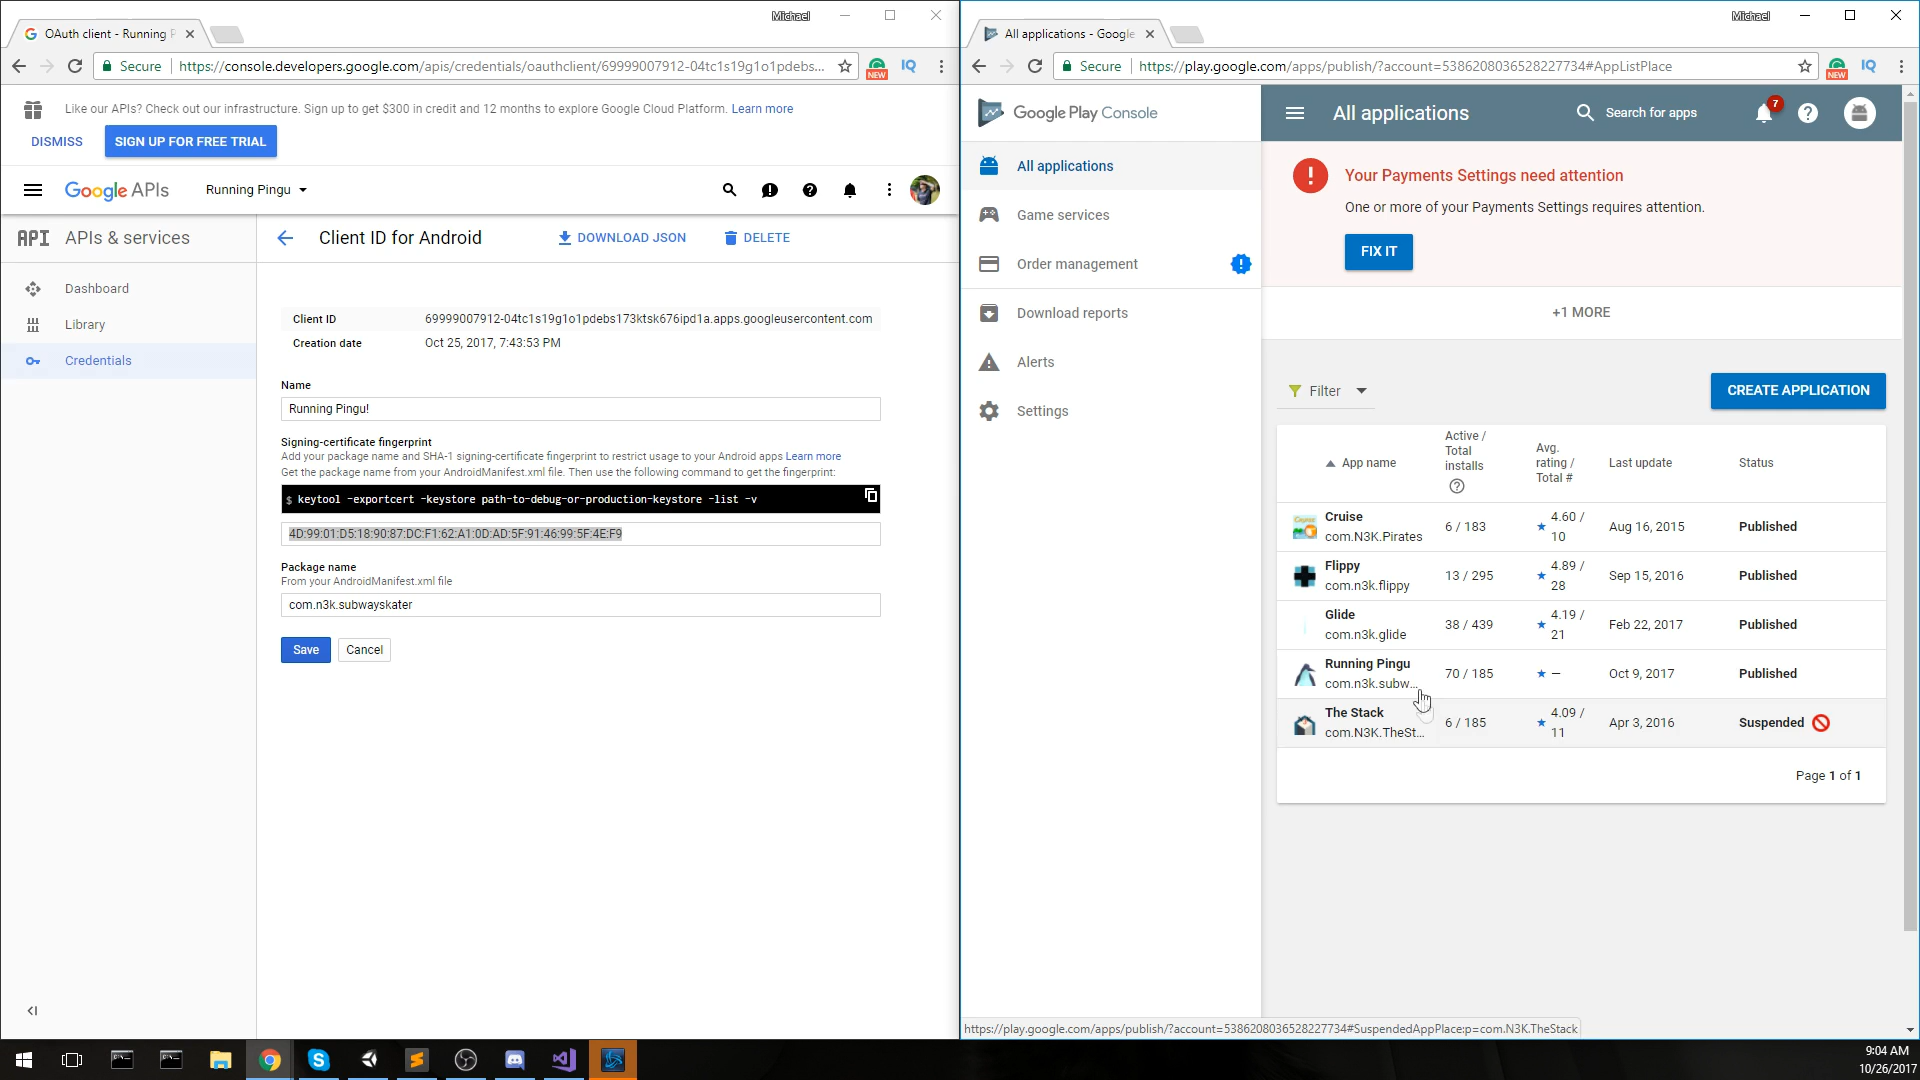 Michael
OAuth client - Running P
Secure
https://console.developers.google.com/apis/credentials/oauthclient/69999007912-04tc1s19g1o1pdebs...
NEW
IQ
Like our APIs? Check out our infrastructure. Sign up to get $300 in credit and 12 months to explore Google Cloud Platform. Learn more
DISMISS
SIGN UP FOR FREE TRIAL
Google APIs
Running Pingu
API APIs & services
Client ID for Android
DOWNLOAD JSON
DELETE
Dashboard
Library
Credentials
Client ID
69999007912-04tc1s19g1o1pdebs173ktsk676ipd1a.apps.googleusercontent.com
Creation date
Oct 25, 2017, 7:43:53 PM
Name
Running Pingu!
Signing-certificate fingerprint
Add your package name and SHA-1 signing-certificate fingerprint to restrict usage to your Android apps Learn more
Get the package name from your AndroidManifest.xml file. Then use the following command to get the fingerprint:
$ keytool -exportcert -keystore path-to-debug-or-production-keystore -list -v
4D:99:01:D5:18:90:87:DC:F1:62:A1:0D:AD:5F:91:46:99:5F:4E:F9
Package name
From your AndroidManifest.xml file
com.n3k.subwayskater
Save
Cancel
Michael
All applications - Google
Secure
https://play.google.com/apps/publish/?account=5386208036528227734#AppListPlace
NEW
IQ
Google Play Console
All applications
Search for apps
7
All applications
Game services
Order management
Download reports
Alerts
Settings
Your Payments Settings need attention
One or more of your Payments Settings requires attention.
FIX IT
+1 MORE
Filter
CREATE APPLICATION
App name
Active /
Total
installs
Avg.
rating /
Total #
Last update
Status
Cruise
com.N3K.Pirates
6 / 183
4.60 /
10
Aug 16, 2015
Published
Flippy
com.n3k.flippy
13 / 295
4.89 /
28
Sep 15, 2016
Published
Glide
com.n3k.glide
38 / 439
4.19 /
21
Feb 22, 2017
Published
Running Pingu
com.n3k.subw...
70 / 185
–
Oct 9, 2017
Published
The Stack
com.N3K.TheSt...
6 / 185
4.09 /
11
Apr 3, 2016
Suspended
Page 1 of 1
https://play.google.com/apps/publish/?account=5386208036528227734#SuspendedAppPlace:p=com.N3K.TheStack
9:04 AM
10/26/2017